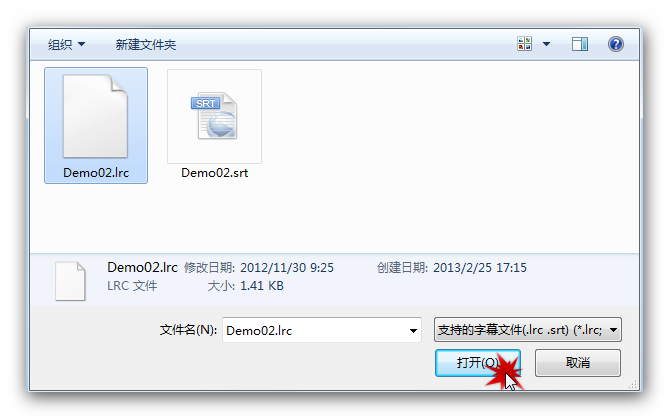 组织 新建文件夹
SRT
Demo02.lrc Demo02.srt
Demo02.lrc 修改日期: 2012/11/30 9:25 创建日期: 2013/2/25 17:15
LRC 文件 大小: 1.41 KB
文件名(N): Demo02.lrc 支持的字幕文件(.lrc .srt) (*.lrc;
打开(O) 取消